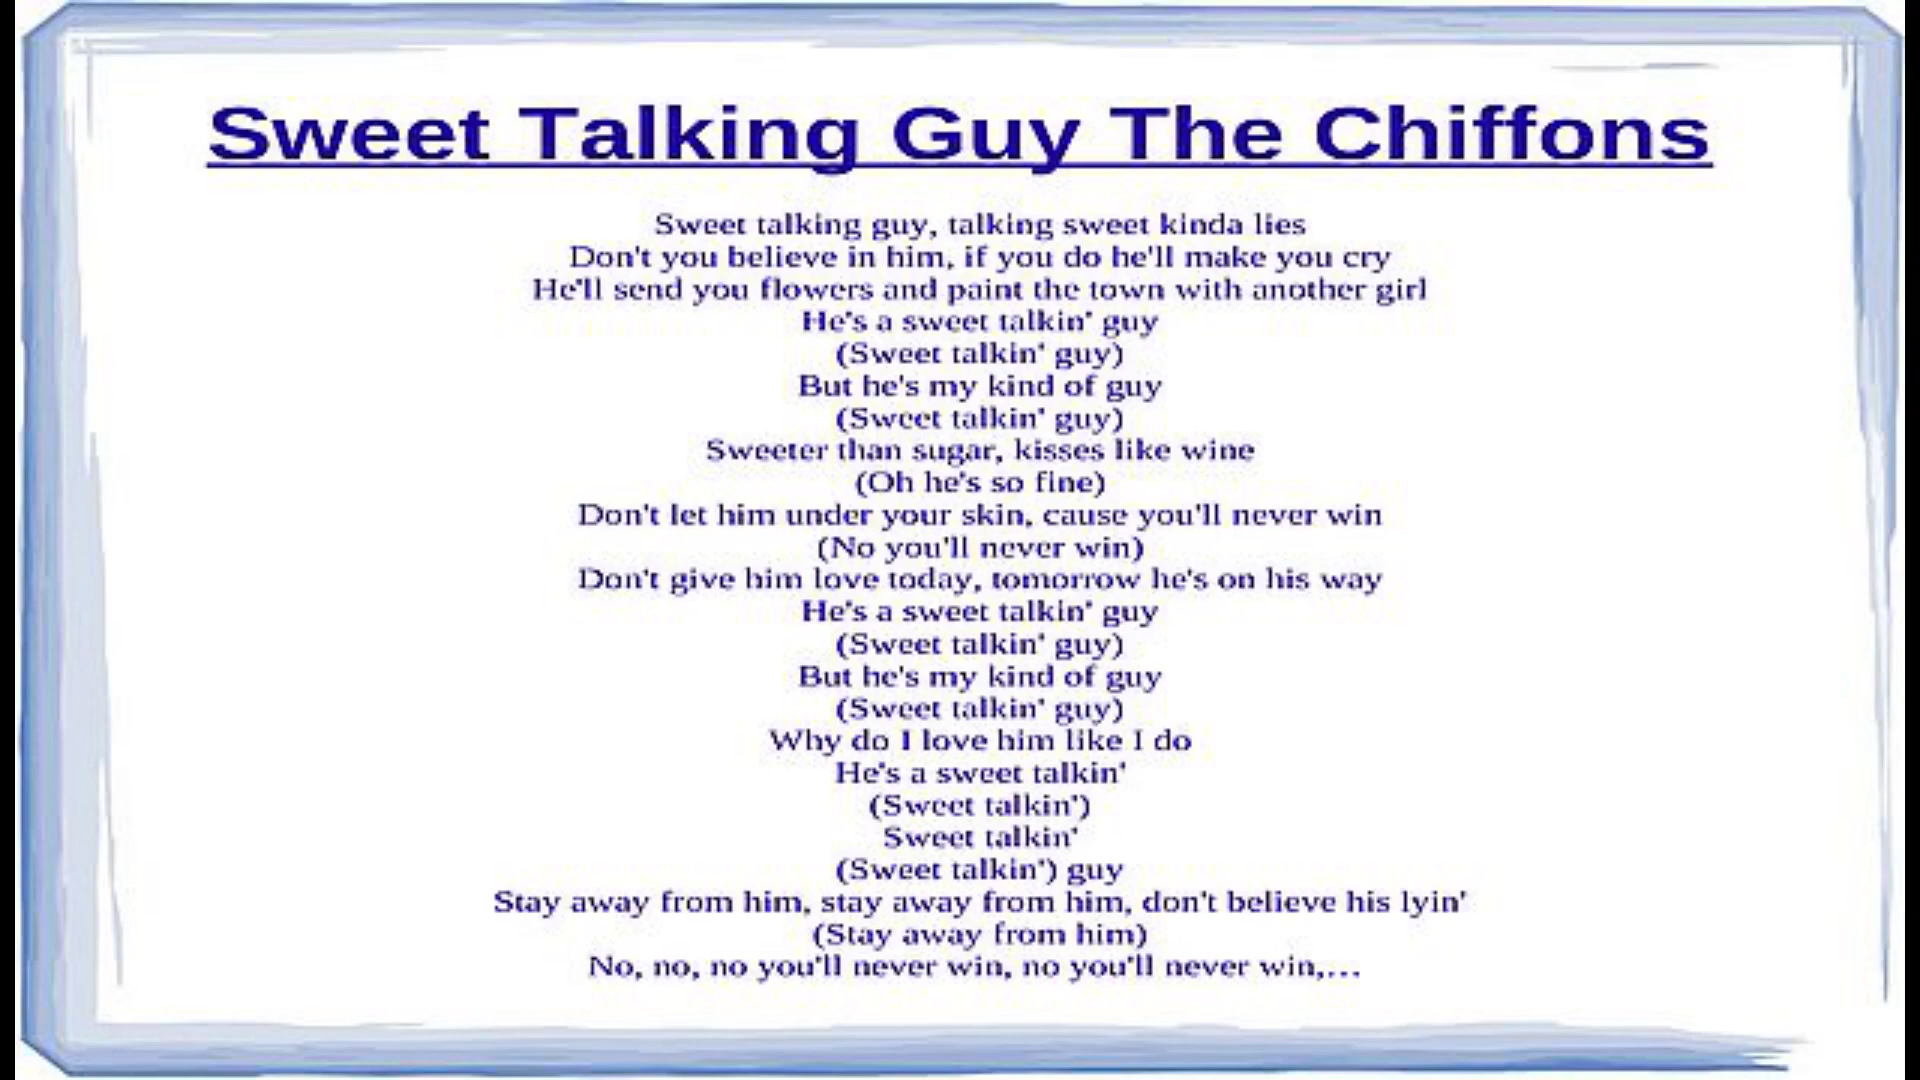 Sweet Talking Guy The Chiffons
Sweet talking guy, talking sweet kinda lies
Don't you believe in him, if you do he'll make you cry
He'll send you flowers and paint the town with another girl
He's a sweet talkin' guy
(Sweet talkin' guy)
But he's my kind of guy
(Sweet talkin' guy)
Sweeter than sugar, kisses like wine
(Oh he's so fine)
Don't let him under your skin, cause you'll never win
(No you'll never win)
Don't give him love today, tomorrow he's on his way
He's a sweet talkin' guy
(Sweet talkin' guy)
But he's my kind of guy
(Sweet talkin' guy)
Why do I love him like I do
He's a sweet talkin'
(Sweet talkin')
Sweet talkin'
(Sweet talkin') guy
Stay away from him, stay away from him, don't believe his lyin'
(Stay away from him)
No, no, no you'll never win, no you'll never win,...